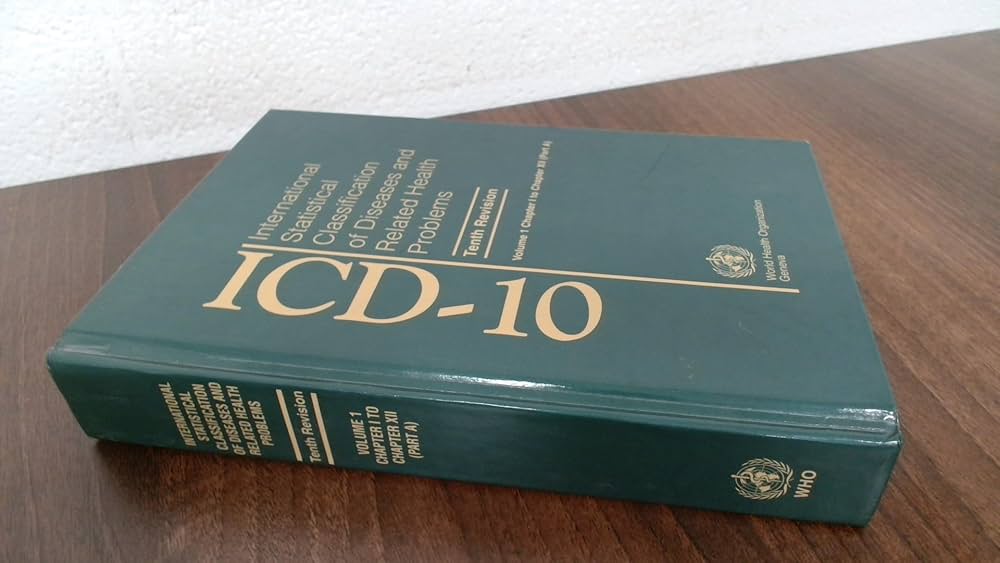 International
Statistical
Classification
of Diseases and
Related Health
Problems
Tenth Revision
Volume 1 Chapter I to Chapter XII (Part A)
World Health Organization
Geneva
ICD-10
INTERNATIONAL
STATISTICAL
CLASSIFICATION
OF DISEASES AND
RELATED HEALTH
PROBLEMS
Tenth Revision
VOLUME 1
CHAPTER I TO
CHAPTER XII
(PART A)
WHO